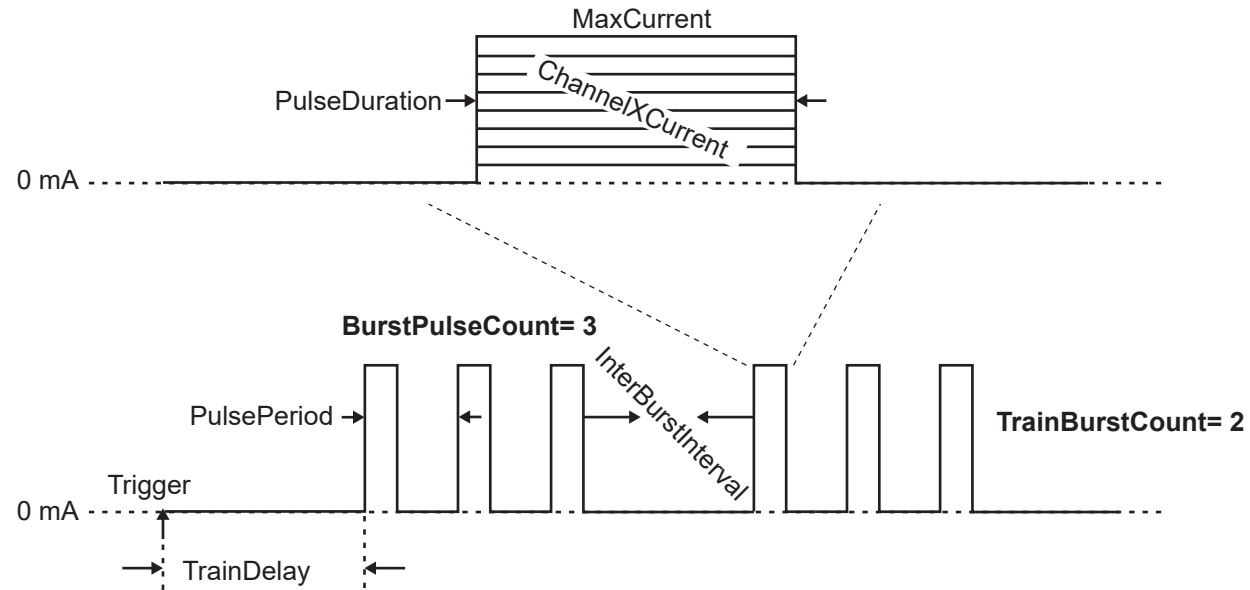 MaxCurrent
ChannelXCurrent
PulseDuration
0 mA
BurstPulseCount= 3
InterBurstInterval
PulsePeriod
TrainBurstCount= 2
Trigger
0 mA
TrainDelay